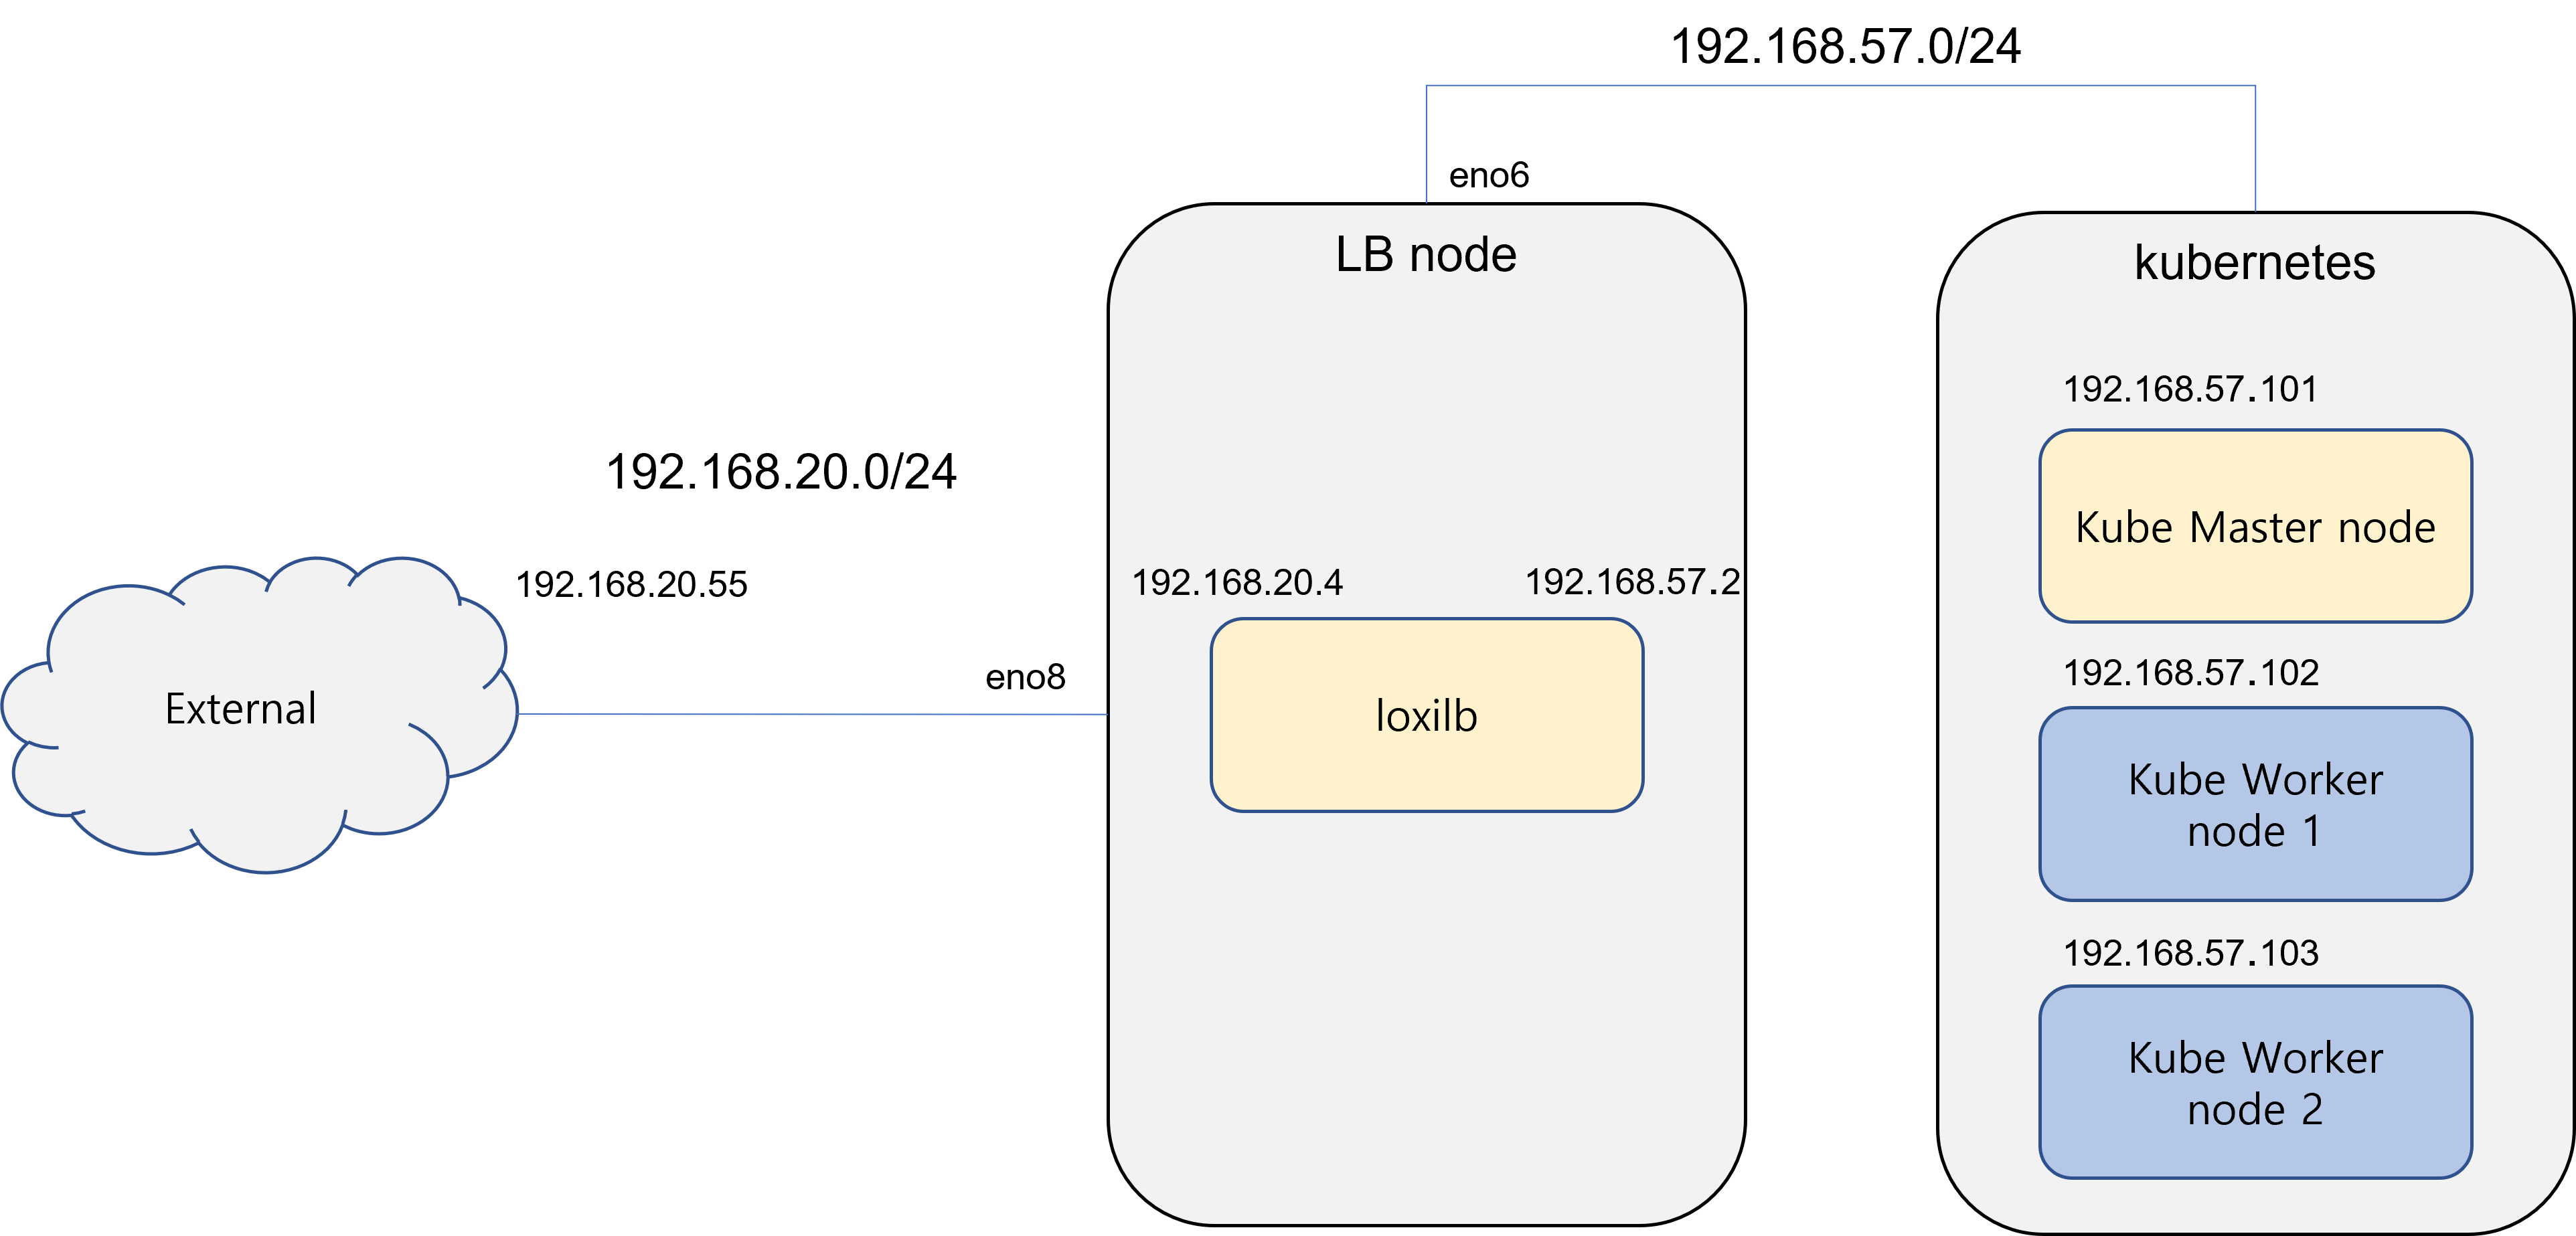 192.168.57.0/24
eno6
LB node
kubernetes
192.168.57.101
192.168.20.0/24
Kube Master node
192.168.20.55
192.168.20.4
192.168.57.2
eno8
External
loxilb
192.168.57.102
Kube Worker
node 1
192.168.57.103
Kube Worker
node 2